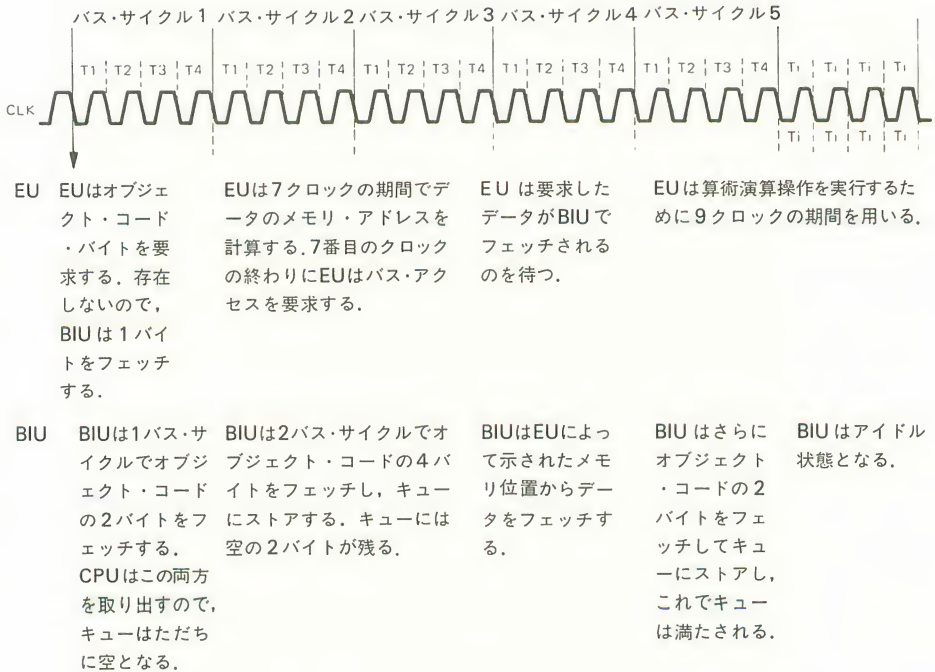 バス・サイクル1 バス・サイクル2 バス・サイクル3 バス・サイクル4 バス・サイクル5
T1 T2 T3 T4 T1 T2 T3 T4 T1 T2 T3 T4 T1 T2 T3 T4 T1 T2 T3 T4 Ti Ti Ti Ti
CLK
Ti Ti Ti Ti
EU
EUはオブジェ
クト・コード
・バイトを要
求する．存在
しないので，
BIUは1バイ
トをフェッチ
する．
EUは7クロックの期間でデ
ータのメモリ・アドレスを
計算する．7番目のクロック
の終わりにEUはバス・アク
セスを要求する．
EUは要求した
データがBIUで
フェッチされる
のを待つ．
EUは算術演算操作を実行するた
めに9クロックの期間を用いる．
BIU
BIUは1バス・サ
イクルでオブジ
ェクト・コード
の2バイトをフ
ェッチする．
CPUはこの両方
を取り出すので，
キューはただち
に空となる．
BIUは2バス・サイクルでオ
ブジェクト・コードの4バ
イトをフェッチし，キュー
にストアする．キューには
空の2バイトが残る．
BIUはEUによっ
て示されたメモ
リ位置からデー
タをフェッチす
る．
BIUはさらに
オブジェクト
・コードの2
バイトをフェ
ッチしてキュ
ーにストアし，
これでキュー
は満たされる．
BIUはアイドル
状態となる．